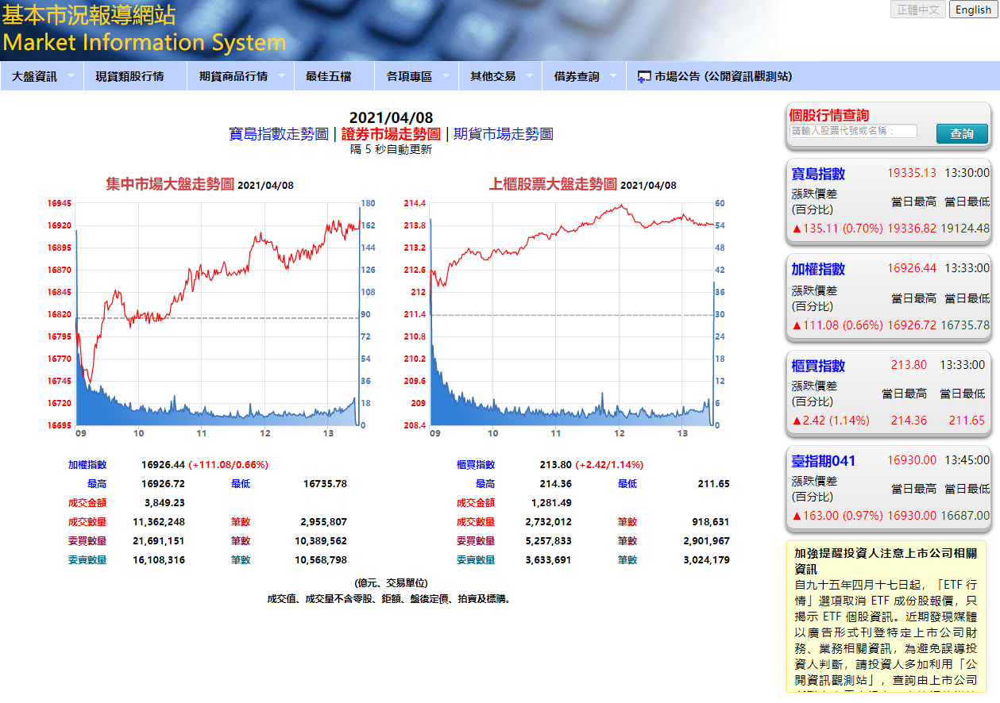 基本市況報導網站
Market Information System
正體中文
English
大盤資訊
現貨類股行情
期貨商品行情
最佳五檔
各項專區
其他交易
借券查詢
市場公告 (公開資訊觀測站)
2021/04/08
寶島指數走勢圖 | 證券市場走勢圖 | 期貨市場走勢圖
隔 5 秒自動更新
集中市場大盤走勢圖 2021/04/08
16945
16920
16895
16870
16845
16820
16795
16770
16745
16720
16695
180
162
144
126
108
90
72
54
36
18
0
09 10 11 12 13
上櫃股票大盤走勢圖 2021/04/08
214.4
213.8
213.2
212.6
212
211.4
210.8
210.2
209.6
209
208.4
60
54
48
42
36
30
24
18
12
6
0
09 10 11 12 13
加權指數 16926.44 (+111.08/0.66%)
最高 16926.72 最低 16735.78
成交金額 3,849.23
成交數量 11,362,248 筆數 2,955,807
委買數量 21,691,151 筆數 10,389,562
委賣數量 16,108,316 筆數 10,568,798
櫃買指數 213.80 (+2.42/1.14%)
最高 214.36 最低 211.65
成交金額 1,281.49
成交數量 2,732,012 筆數 918,631
委買數量 5,257,833 筆數 2,901,967
委賣數量 3,633,691 筆數 3,024,179
(億元、交易單位)
成交值、成交量不含零股、鉅額、盤後定價、拍賣及標購。
個股行情查詢
請輸入股票代號或名稱：
查詢
寶島指數 19335.13 13:30:00
漲跌價差
(百分比) 當日最高 當日最低
▲135.11 (0.70%) 19336.82 19124.48
加權指數 16926.44 13:33:00
漲跌價差
(百分比) 當日最高 當日最低
▲111.08 (0.66%) 16926.72 16735.78
櫃買指數 213.80 13:33:00
漲跌價差
(百分比) 當日最高 當日最低
▲2.42 (1.14%) 214.36 211.65
臺指期041 16930.00 13:45:00
漲跌價差
(百分比) 當日最高 當日最低
▲163.00 (0.97%) 16930.00 16687.00
加強提醒投資人注意上市公司相關
資訊
自九十五年四月十七日起，「ETF 行
情」選項取消 ETF 成份股報價，只
揭示 ETF 個股資訊。近期發現媒體
以廣告形式刊登特定上市公司財
務、業務相關資訊，為避免誤導投
資人判斷，請投資人多加利用「公
開資訊觀測站」，查詢由上市公司